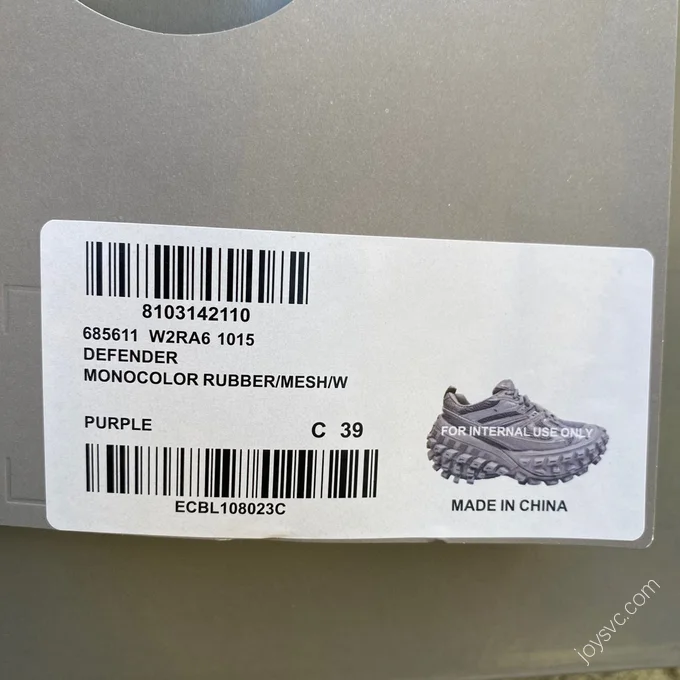 8103142110
685611 W2RA6 1015
DEFENDER
MONOCOLOR RUBBER/MESH/W
PURPLE C 39
ECBL108023C
FOR INTERNAL USE ONLY
MADE IN CHINA
joysvc.com